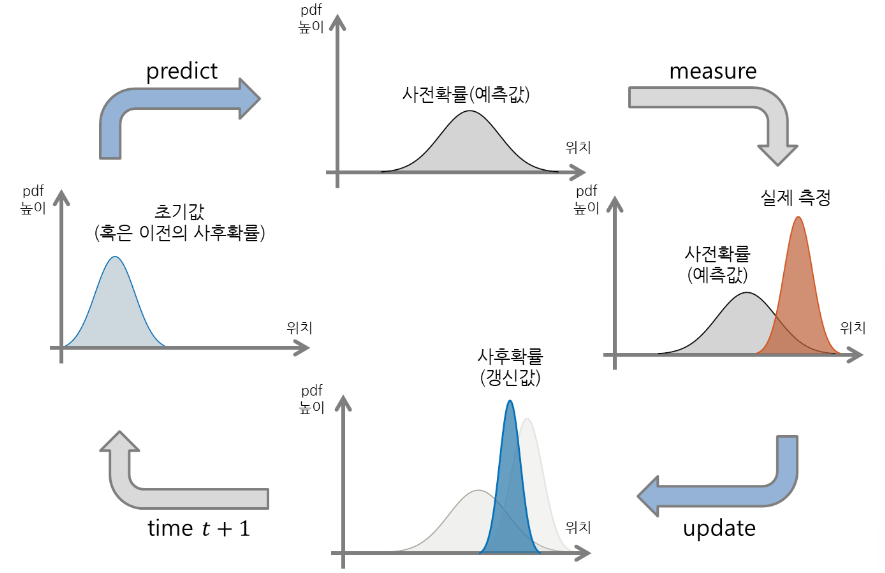 pdf
높이
predict
사전확률(예측값)
위치
measure
pdf
높이
초기값
(혹은 이전의 사후확률)
위치
pdf
높이
실제 측정
사전확률
(예측값)
위치
pdf
높이
사후확률
(갱신값)
위치
time t + 1
update